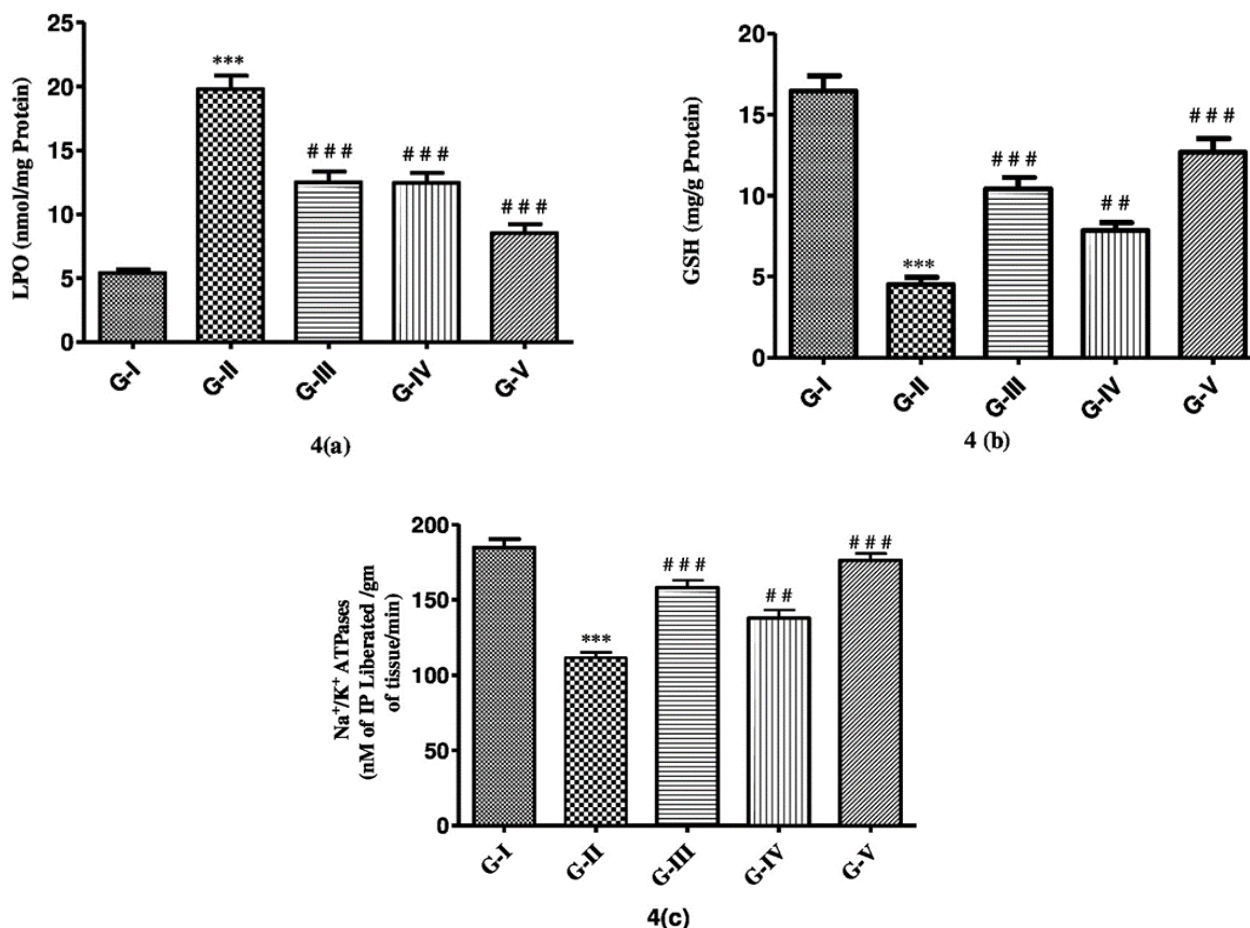 25
20
15
10
5
0
LPO (nmol/mg Protein)
***
# # #
# # #
# # #
G-I
G-II
G-III
G-IV
G-V
4(a)
20
15
10
5
0
GSH (mg/g Protein)
***
# # #
# #
# # #
G-I
G-II
G-III
G-IV
G-V
4 (b)
200
150
100
50
0
Na⁺/K⁺ ATPases
(nM of IP Liberated /gm
of tissue/min)
***
# # #
# #
# # #
G-I
G-II
G-III
G-IV
G-V
4(c)